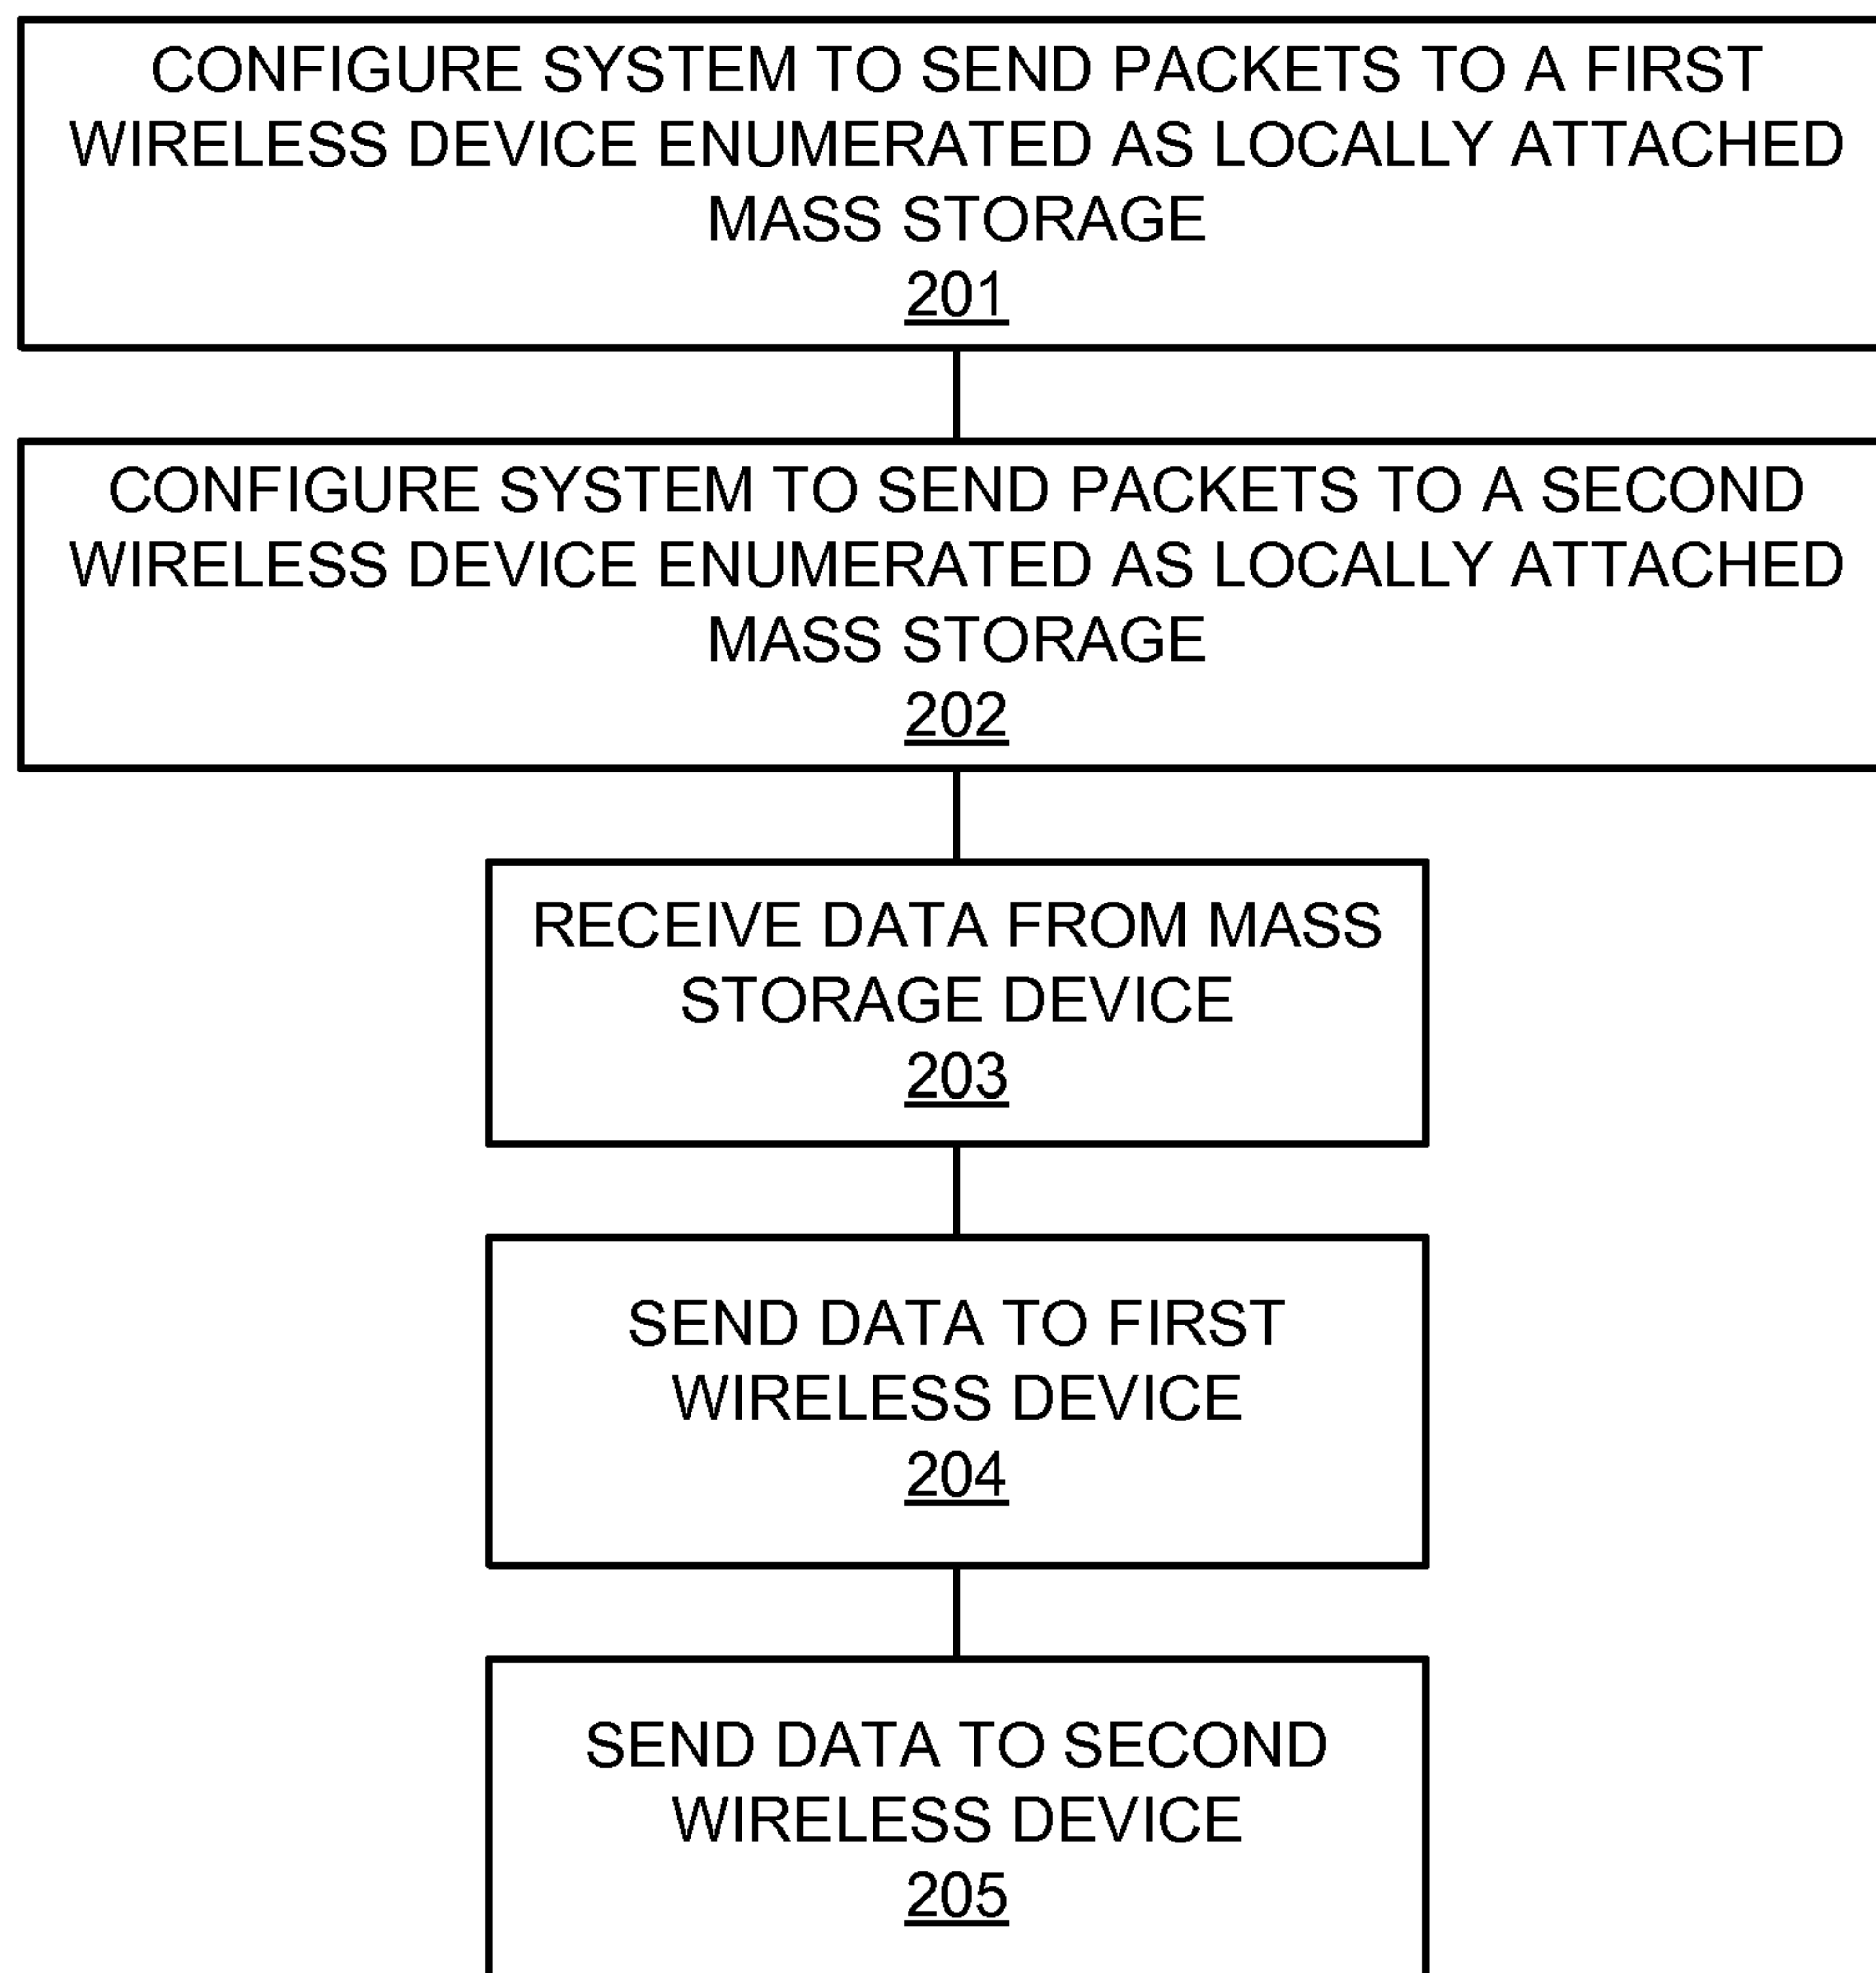 CONFIGURE SYSTEM TO SEND PACKETS TO A FIRST
WIRELESS DEVICE ENUMERATED AS LOCALLY ATTACHED
MASS STORAGE
201
CONFIGURE SYSTEM TO SEND PACKETS TO A SECOND
WIRELESS DEVICE ENUMERATED AS LOCALLY ATTACHED
MASS STORAGE
202
RECEIVE DATA FROM MASS
STORAGE DEVICE
203
SEND DATA TO FIRST
WIRELESS DEVICE
204
SEND DATA TO SECOND
WIRELESS DEVICE
205